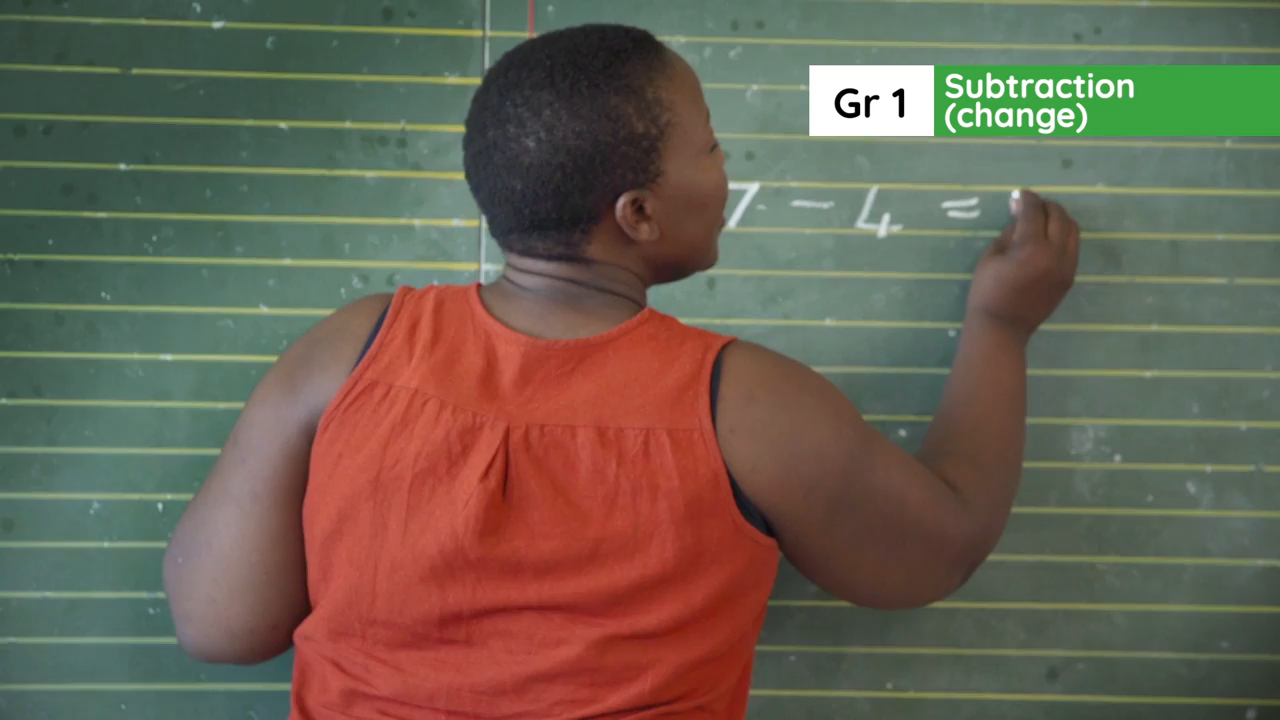 Gr 1
Subtraction
(change)
7 - 4 =